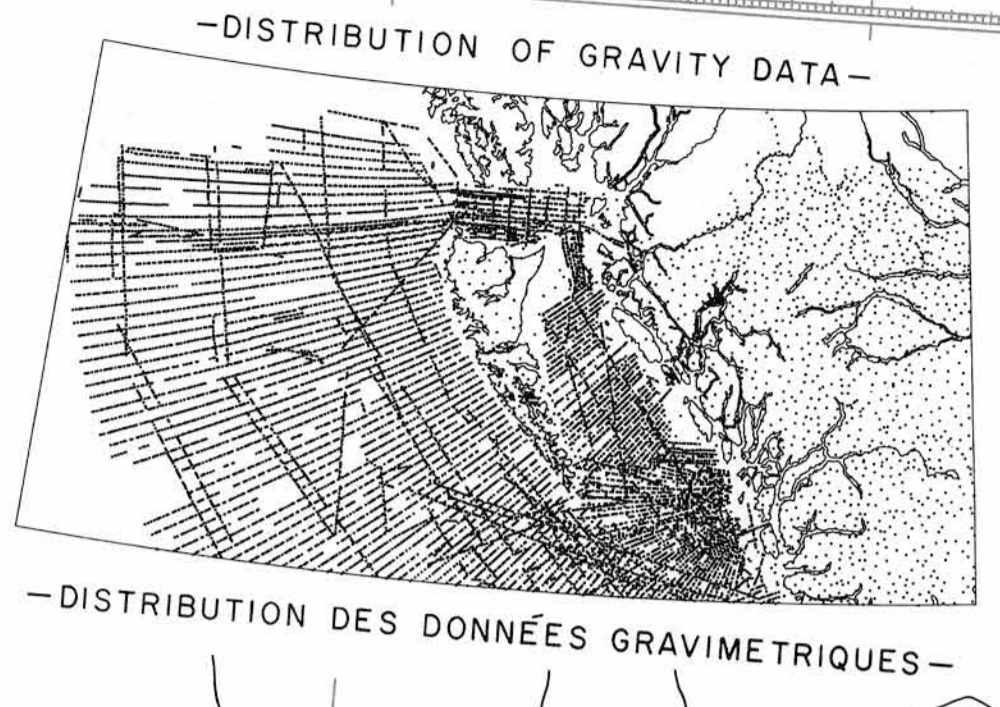 —DISTRIBUTION OF GRAVITY DATA—
—DISTRIBUTION DES DONNÉES GRAVIMETRIQUES—